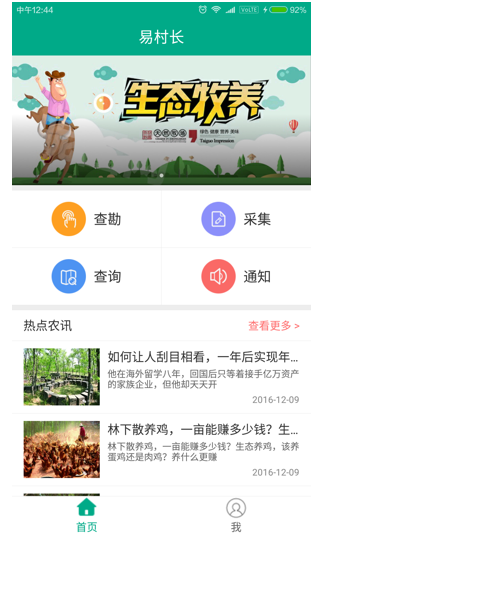 中午12:44
VoLTE
92%
易村长
生态牧养
天然牧场
绿色 健康 营养 美味
Taiguo Impression
查勘
采集
查询
通知
热点农讯
查看更多 >
如何让人刮目相看，一年后实现年...
他在海外留学八年，回国后只等着接手亿万资产
的家族企业，但他却天天开
2016-12-09
林下散养鸡，一亩能赚多少钱？生...
林下散养鸡，一亩能赚多少钱？生态养鸡，该养
蛋鸡还是肉鸡？养什么更赚
2016-12-09
首页
我